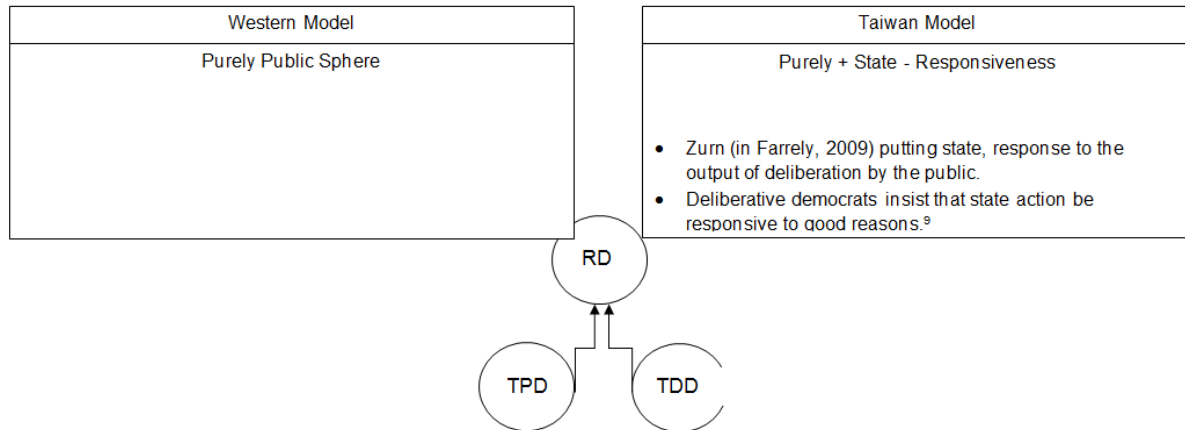 Western Model
Purely Public Sphere
Taiwan Model
Purely + State - Responsiveness
• Zurn (in Farrely, 2009) putting state, response to the
output of deliberation by the public.
• Deliberative democrats insist that state action be
responsive to good reasons.⁹
RD
TPD
TDD